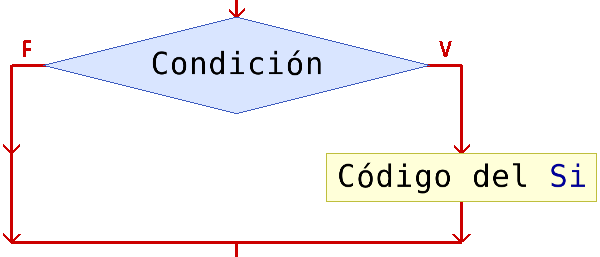 F
V
Condición
Código del Si